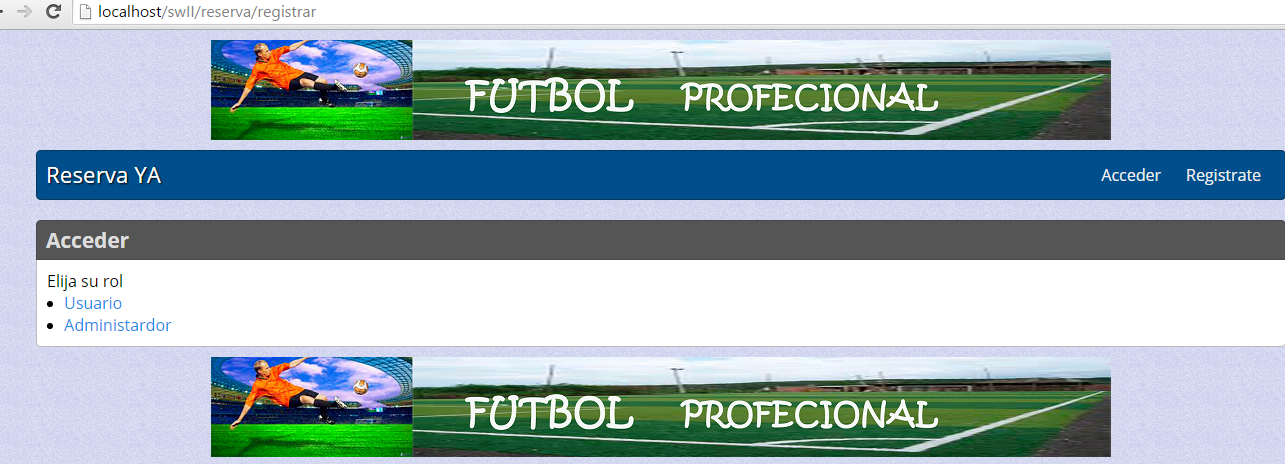 localhost/swII/reserva/registrar
FUTBOL PROFECIONAL
Reserva YA Acceder Registrate
Acceder
Elija su rol
Usuario
Administardor
FUTBOL PROFECIONAL